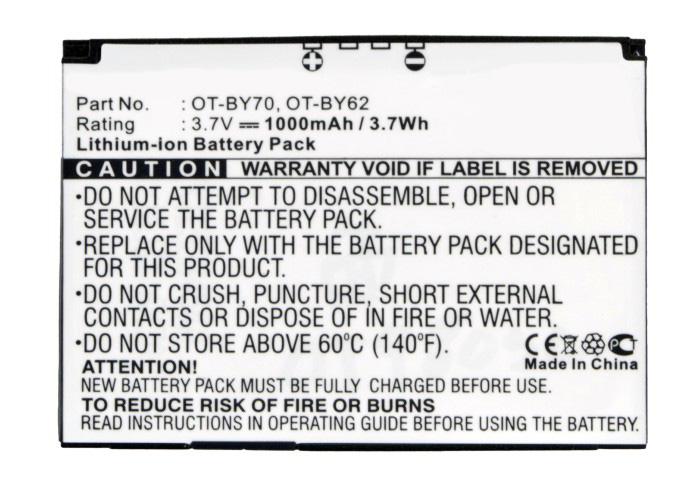 Part No. : OT-BY70, OT-BY62
Rating : 3.7V ⎓ 1000mAh / 3.7Wh
Lithium-ion Battery Pack
CAUTION WARRANTY VOID IF LABEL IS REMOVED
•DO NOT ATTEMPT TO DISASSEMBLE, OPEN OR
SERVICE THE BATTERY PACK.
•REPLACE ONLY WITH THE BATTERY PACK DESIGNATED
FOR THIS PRODUCT.
•DO NOT CRUSH, PUNCTURE, SHORT EXTERNAL
CONTACTS OR DISPOSE OF IN FIRE OR WATER.
•DO NOT STORE ABOVE 60°C (140°F).
CE
Made In China
ATTENTION!
NEW BATTERY PACK MUST BE FULLY CHARGED BEFORE USE.
TO REDUCE RISK OF FIRE OR BURNS
READ INSTRUCTIONS IN OPERATING GUIDE BEFORE USING THE BATTERY.